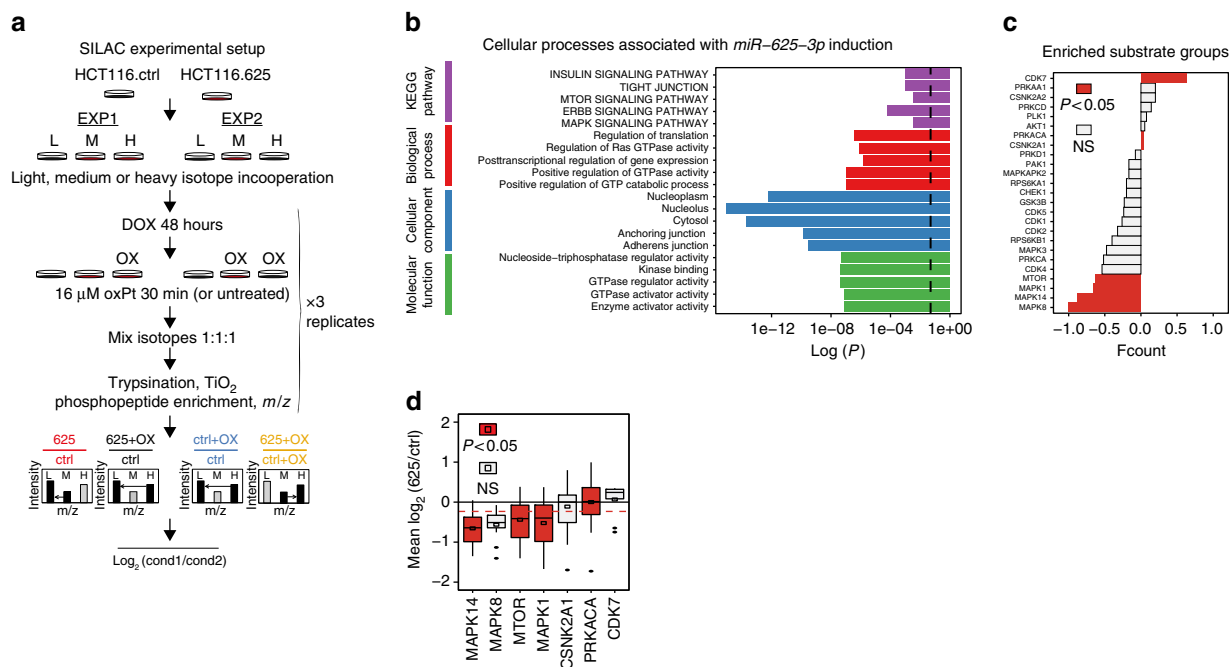 a
SILAC experimental setup
HCT116.ctrl HCT116.625
EXP1 EXP2
L M H L M H
Light, medium or heavy isotope incooperation
DOX 48 hours
OX OX OX
16 µM oxPt 30 min (or untreated)
×3
replicates
Mix isotopes 1:1:1
Trypsination, TiO2
phosphopeptide enrichment, m/z
625 625+OX ctrl+OX 625+OX
ctrl ctrl ctrl ctrl+OX
Intensity L M H m/z
Intensity L M H m/z
Intensity L M H m/z
Intensity L M H m/z
Log2 (cond1/cond2)
b
Cellular processes associated with miR−625−3p induction
KEGG
pathway
INSULIN SIGNALING PATHWAY
TIGHT JUNCTION
MTOR SIGNALING PATHWAY
ERBB SIGNALING PATHWAY
MAPK SIGNALING PATHWAY
Biological
process
Regulation of translation
Regulation of Ras GTPase activity
Posttranscriptional regulation of gene expression
Positive regulation of GTPase activity
Positive regulation of GTP catabolic process
Cellular
component
Nucleoplasm
Nucleolus
Cytosol
Anchoring junction
Adherens junction
Molecular
function
Nucleoside−triphosphatase regulator activity
Kinase binding
GTPase regulator activity
GTPase activator activity
Enzyme activator activity
1e−12 1e−08 1e−04 1e+00
Log (P)
c
Enriched substrate groups
CDK7
PRKAA1
CSNK2A2
PRKCD
PLK1
AKT1
PRKACA
CSNK2A1
PRKD1
PAK1
MAPKAPK2
RPS6KA1
CHEK1
GSK3B
CDK5
CDK1
CDK2
RPS6KB1
MAPK3
PRKCA
CDK4
MTOR
MAPK1
MAPK14
MAPK8
P<0.05
NS
−1.0 −0.5 0.0 0.5 1.0
Fcount
d
Mean log2 (625/ctrl)
2
1
0
−1
−2
P<0.05
NS
MAPK14
MAPK8
MTOR
MAPK1
CSNK2A1
PRKACA
CDK7